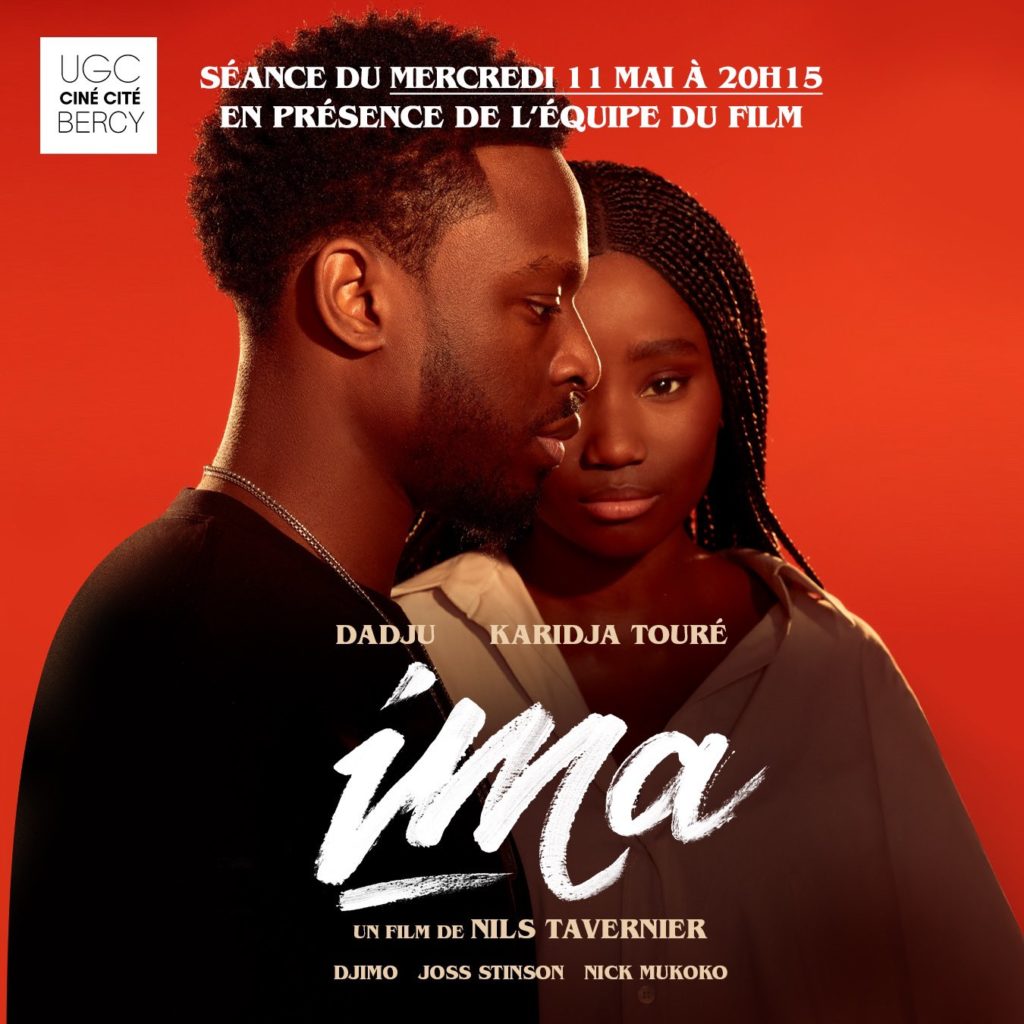 UGC
CINÉ CITÉ
BERCY
SÉANCE DU MERCREDI 11 MAI À 20H15
EN PRÉSENCE DE L'ÉQUIPE DU FILM
DADJU KARIDJA TOURÉ
ima
UN FILM DE NILS TAVERNIER
DJIMO JOSS STINSON NICK MUKOKO